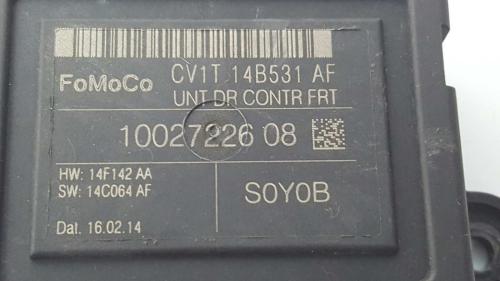 FoMoCo
CV1T 14B531 AF
UNT DR CONTR FRT
10027226 08
HW: 14F142 AA
SW: 14C064 AF
S0Y0B
Dat. 16.02.14